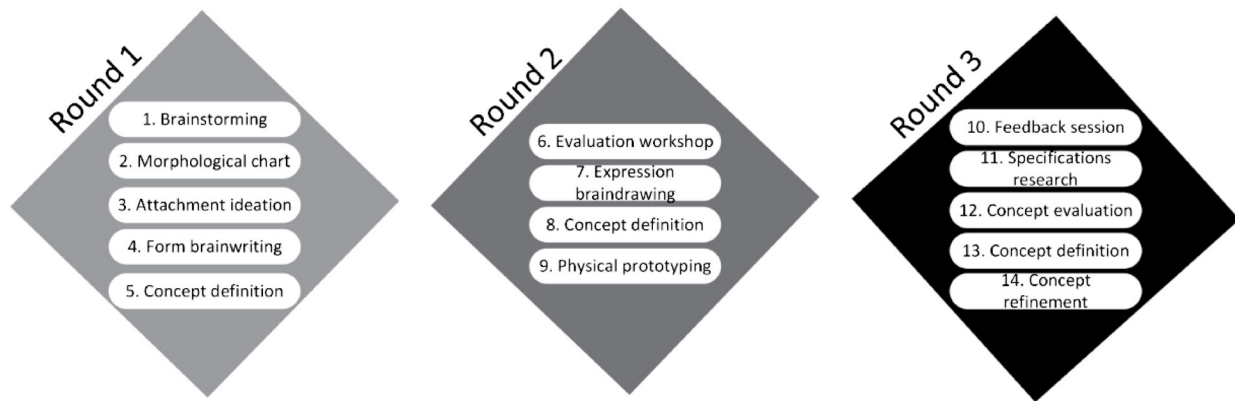 Round 1
1. Brainstorming
2. Morphological chart
3. Attachment ideation
4. Form brainwriting
5. Concept definition
Round 2
6. Evaluation workshop
7. Expression
braindrawing
8. Concept definition
9. Physical prototyping
Round 3
10. Feedback session
11. Specifications
research
12. Concept evaluation
13. Concept definition
14. Concept
refinement